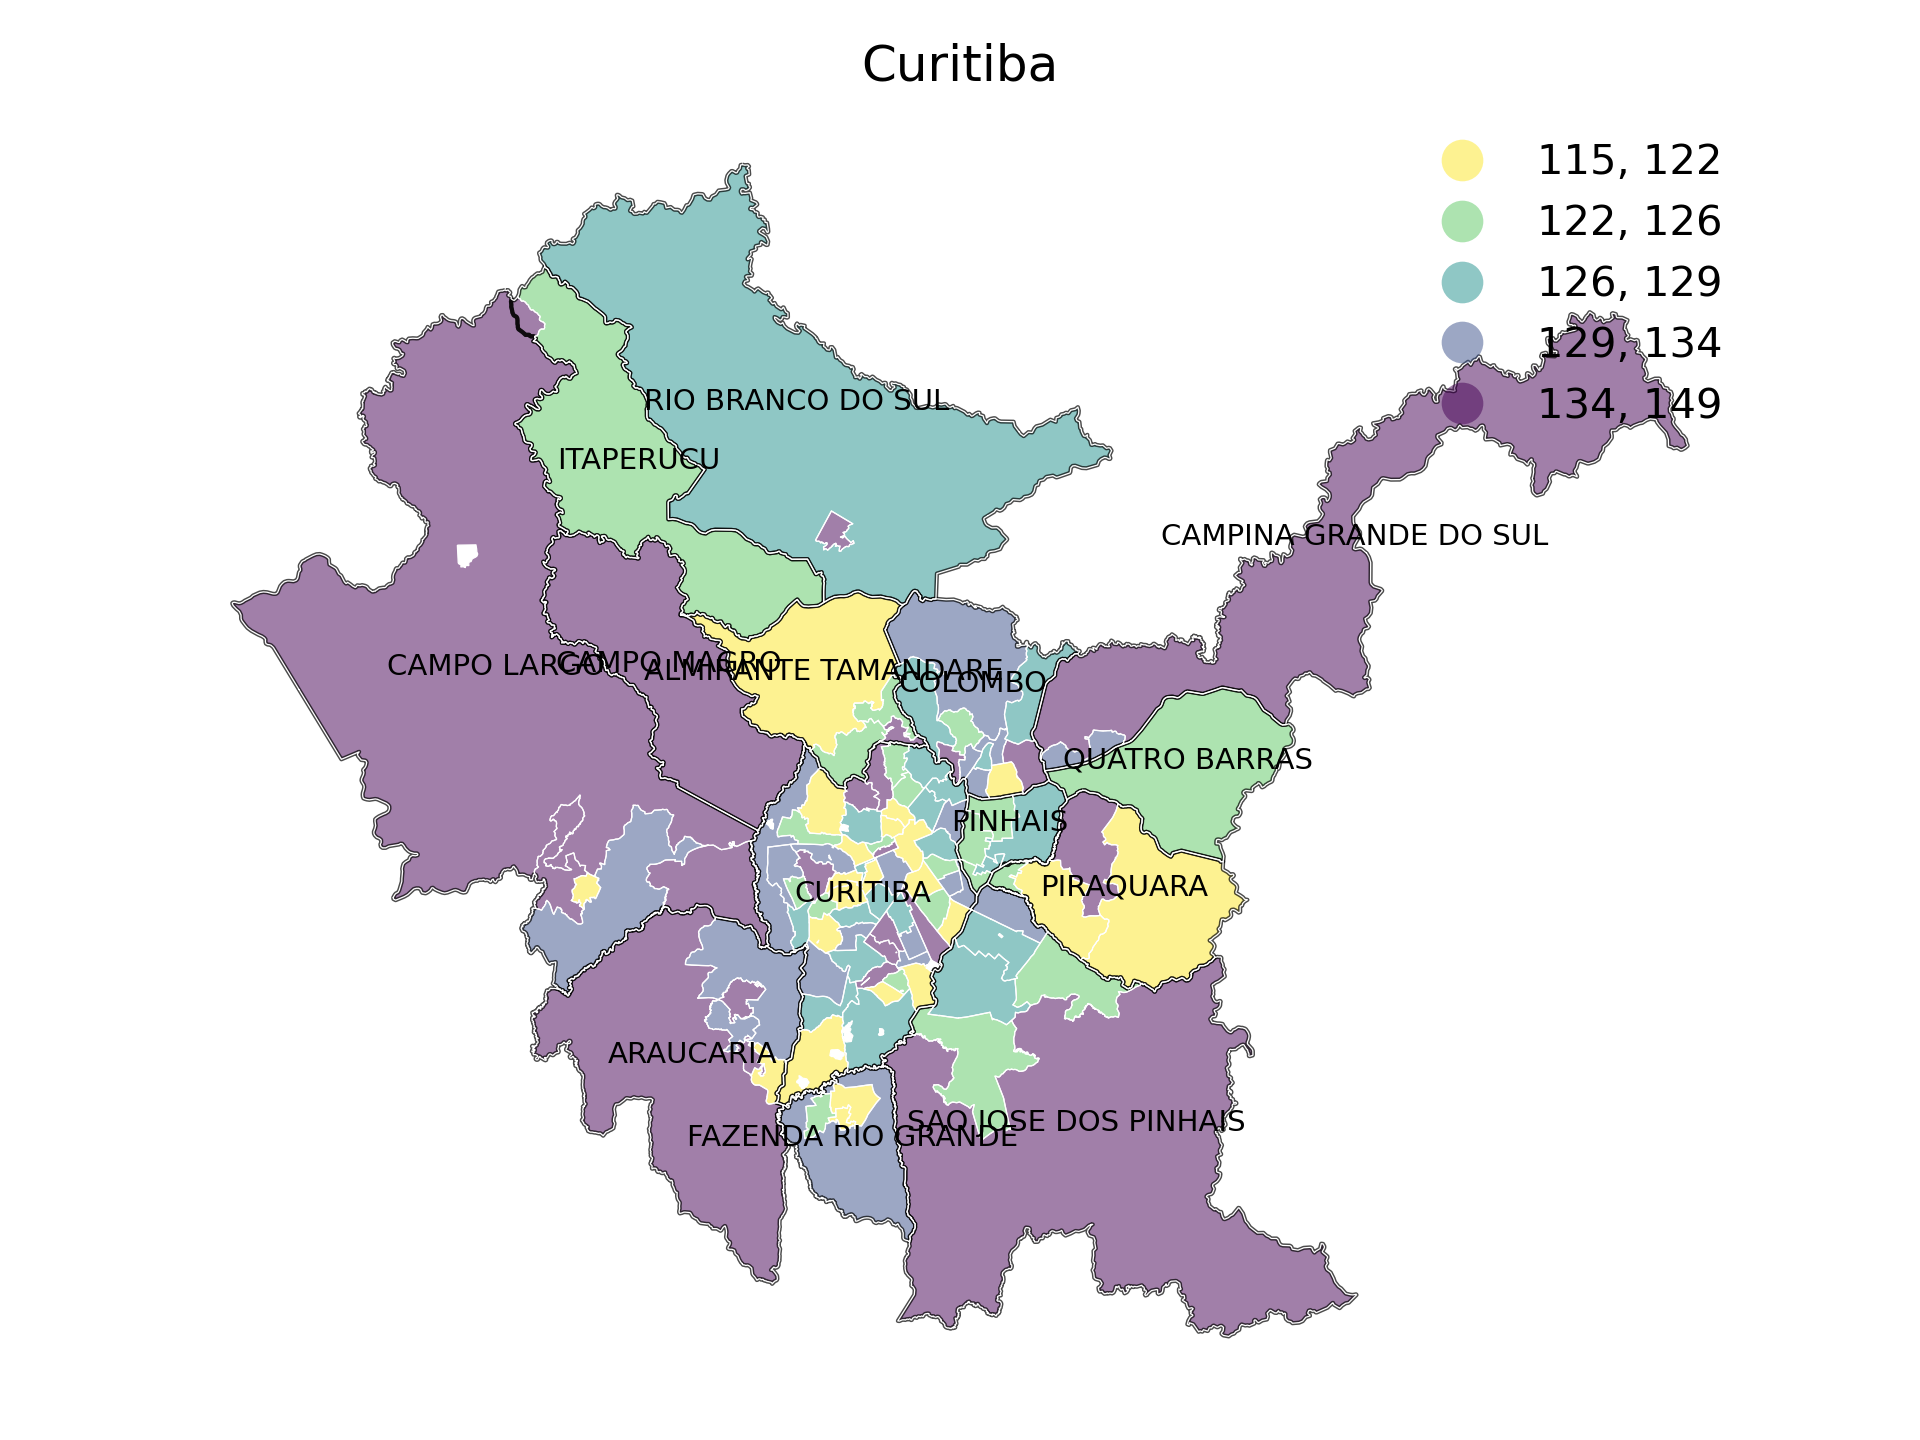 Curitiba
115, 122
122, 126
126, 129
129, 134
134, 149
RIO BRANCO DO SUL
ITAPERUCU
CAMPINA GRANDE DO SUL
CAMPO LARGO
CAMPO MAGRO
ALMIRANTE TAMANDARE
COLOMBO
QUATRO BARRAS
PINHAIS
PIRAQUARA
CURITIBA
ARAUCARIA
SAO JOSE DOS PINHAIS
FAZENDA RIO GRANDE